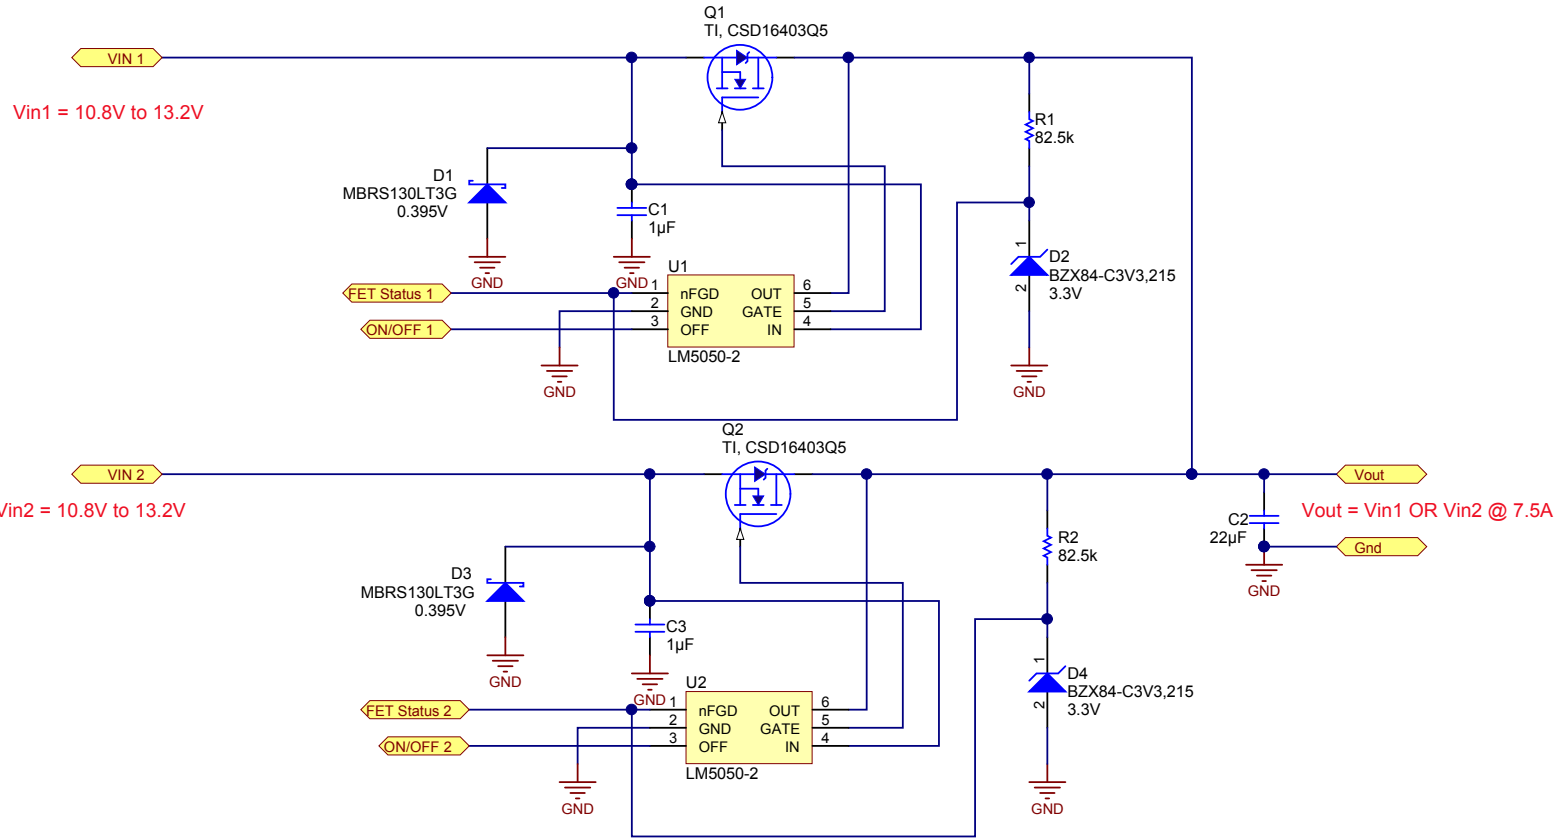 Q1
TI, CSD16403Q5
VIN 1
Vin1 = 10.8V to 13.2V
R1
82.5k
D1
MBRS130LT3G
0.395V
C1
1µF
GND
GND
D2
BZX84-C3V3,215
3.3V
1
2
U1
FET Status 1
ON/OFF 1
1 nFGD OUT 6
2 GND GATE 5
3 OFF IN 4
LM5050-2
GND
GND
Q2
TI, CSD16403Q5
VIN 2
Vin2 = 10.8V to 13.2V
Vout
Vout = Vin1 OR Vin2 @ 7.5A
C2
22µF
Gnd
GND
R2
82.5k
D3
MBRS130LT3G
0.395V
C3
1µF
GND
GND
D4
BZX84-C3V3,215
3.3V
1
2
U2
FET Status 2
ON/OFF 2
1 nFGD OUT 6
2 GND GATE 5
3 OFF IN 4
LM5050-2
GND
GND